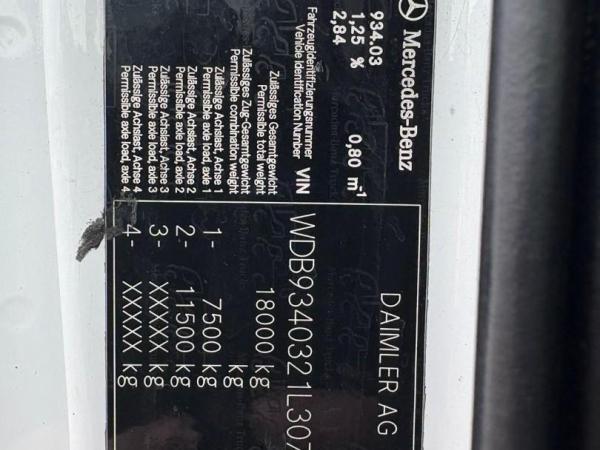 Mercedes-Benz
934.03 0,80 m-1
1,25 %
2,84
DAIMLER AG
Fahrzeugidentifizierungsnummer
Vehicle Identification Number VIN WDB9340321L307
Zulässiges Gesamtgewicht
Permissible total weight 18000 kg
Zulässiges Zug-Gesamtgewicht
Permissible combination weight kg
Zulässige Achslast, Achse 1
Permissible axle load, axle 1 1- 7500 kg
Zulässige Achslast, Achse 2
Permissible axle load, axle 2 2- 11500 kg
Zulässige Achslast, Achse 3
Permissible axle load, axle 3 3- XXXXX kg
Zulässige Achslast, Achse 4
Permissible axle load, axle 4 4- XXXXX kg